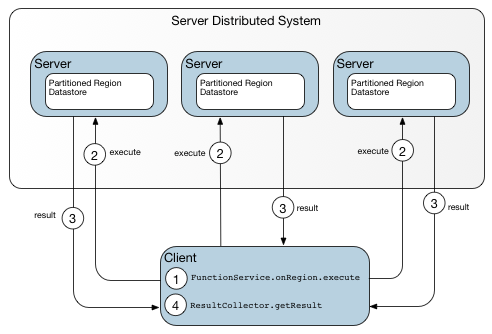 Server Distributed System
Server
Partitioned Region
Datastore
Server
Partitioned Region
Datastore
Server
Partitioned Region
Datastore
2
execute
execute
2
execute
2
result
3
3
result
3
result
Client
1
FunctionService.onRegion.execute
4
ResultCollector.getResult